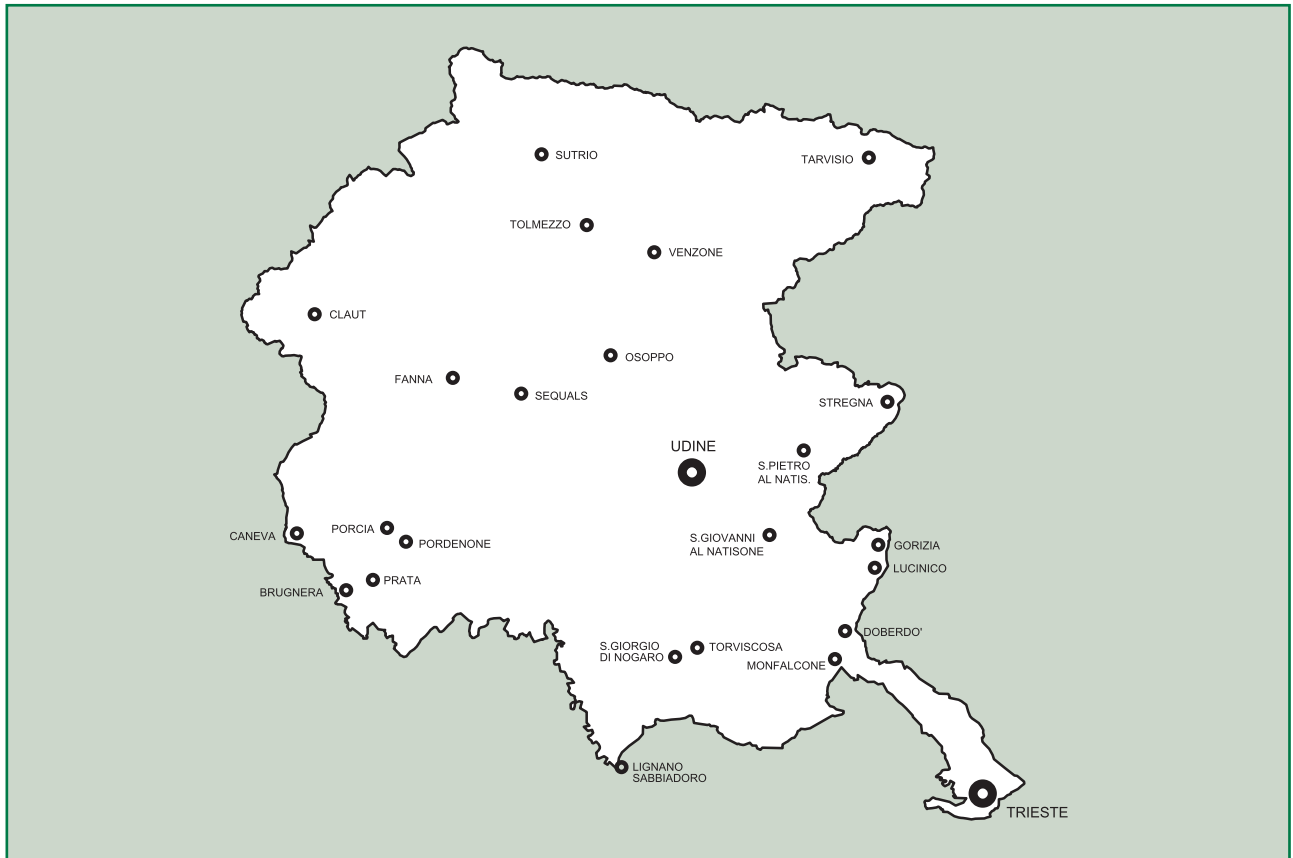 SUTRIO
TARVISIO
TOLMEZZO
VENZONE
CLAUT
OSOPPO
FANNA
SEQUALS
STREGNA
UDINE
S.PIETRO
AL NATIS.
CANEVA
PORCIA
PORDENONE
S.GIOVANNI
AL NATISONE
GORIZIA
LUCINICO
PRATA
BRUGNERA
DOBERDO'
S.GIORGIO
DI NOGARO
TORVISCOSA
MONFALCONE
LIGNANO
SABBIADORO
TRIESTE